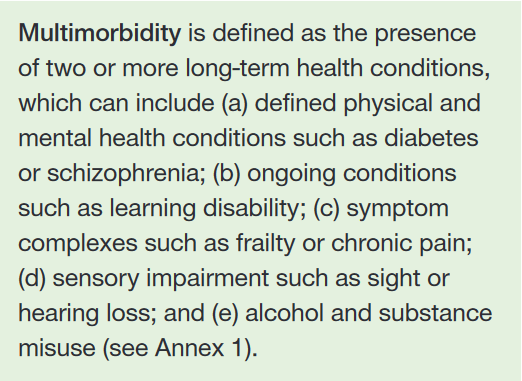 Multimorbidity is defined as the presence
of two or more long-term health conditions,
which can include (a) defined physical and
mental health conditions such as diabetes
or schizophrenia; (b) ongoing conditions
such as learning disability; (c) symptom
complexes such as frailty or chronic pain;
(d) sensory impairment such as sight or
hearing loss; and (e) alcohol and substance
misuse (see Annex 1).